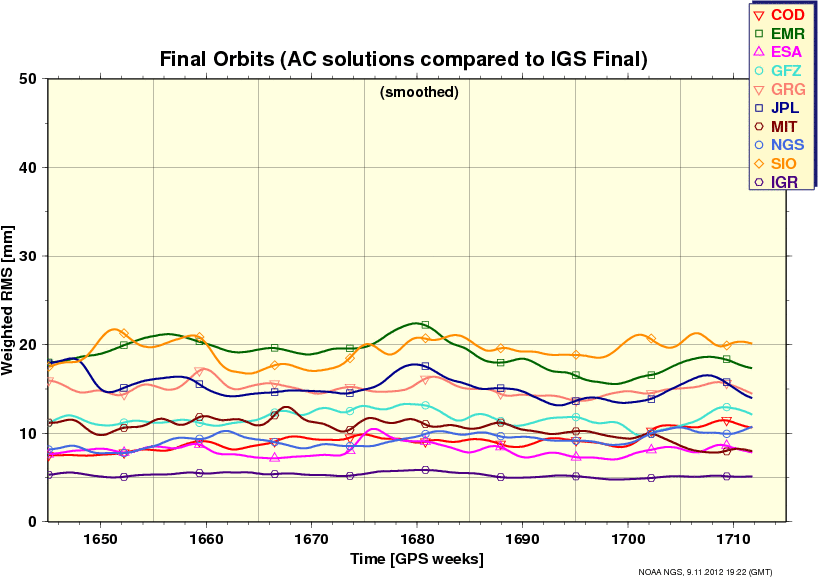 COD
EMR
ESA
GFZ
GRG
JPL
MIT
NGS
SIO
IGR
Final Orbits (AC solutions compared to IGS Final)
(smoothed)
50
40
30
20
10
0
Weighted RMS [mm]
1650 1660 1670 1680 1690 1700 1710
Time [GPS weeks]
NOAA NGS, 9.11.2012 19:22 (GMT)